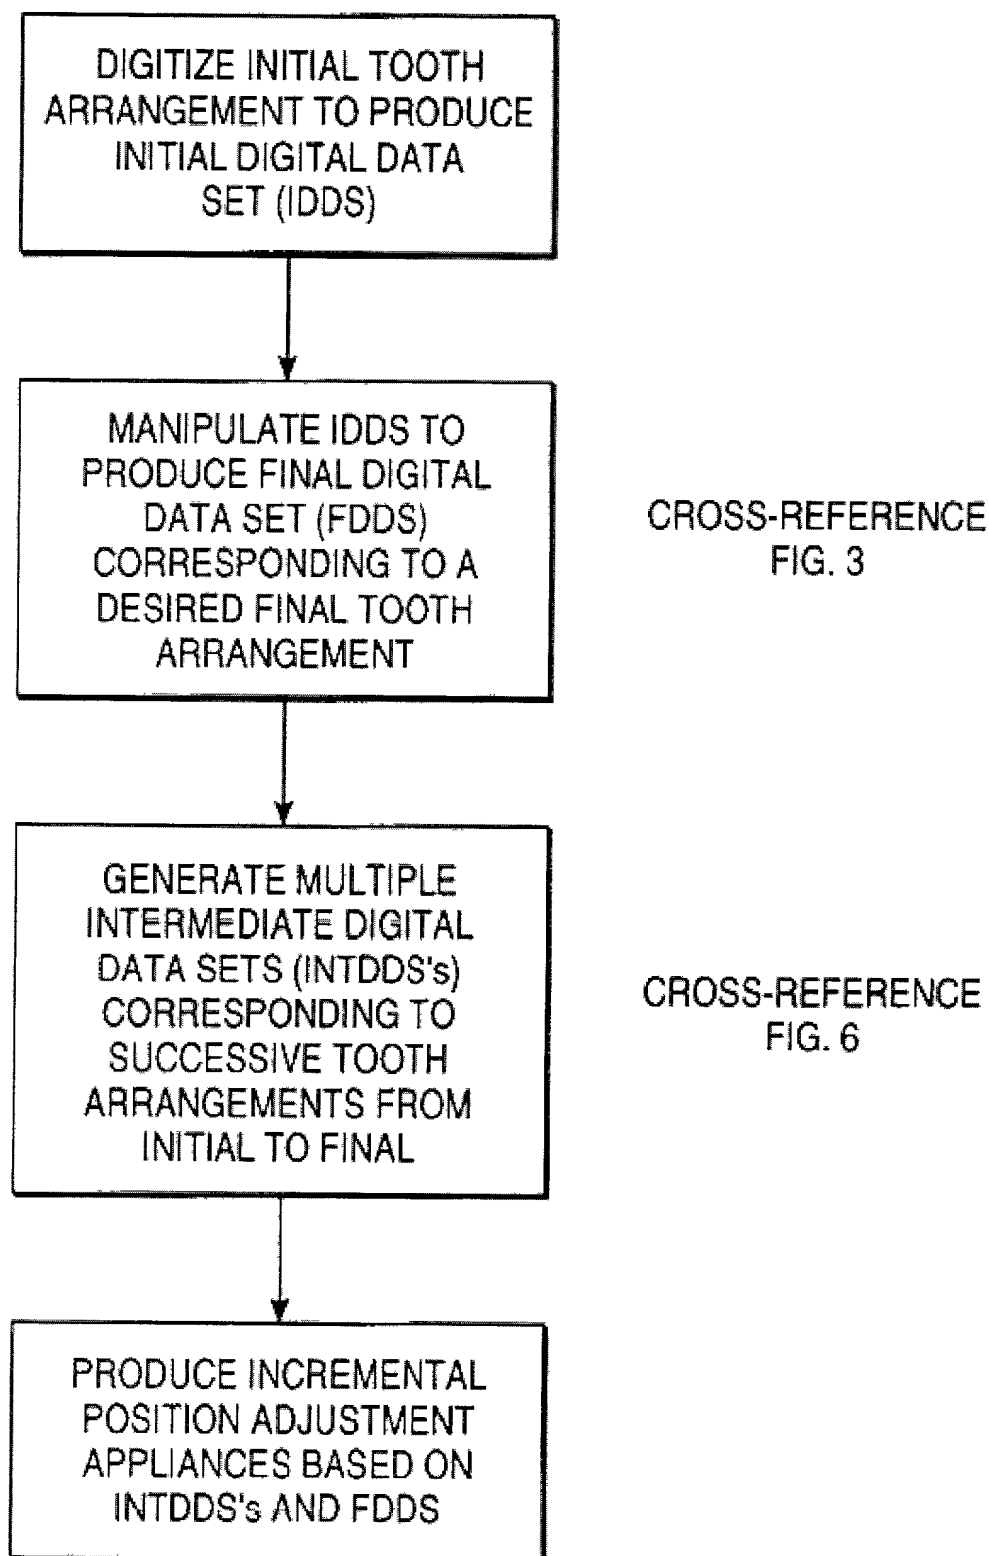 DIGITIZE INITIAL TOOTH
ARRANGEMENT TO PRODUCE
INITIAL DIGITAL DATA
SET (IDDS)
MANIPULATE IDDS TO
PRODUCE FINAL DIGITAL
DATA SET (FDDS)
CORRESPONDING TO A
DESIRED FINAL TOOTH
ARRANGEMENT
CROSS-REFERENCE
FIG. 3
GENERATE MULTIPLE
INTERMEDIATE DIGITAL
DATA SETS (INTDDS's)
CORRESPONDING TO
SUCCESSIVE TOOTH
ARRANGEMENTS FROM
INITIAL TO FINAL
CROSS-REFERENCE
FIG. 6
PRODUCE INCREMENTAL
POSITION ADJUSTMENT
APPLIANCES BASED ON
INTDDS's AND FDDS